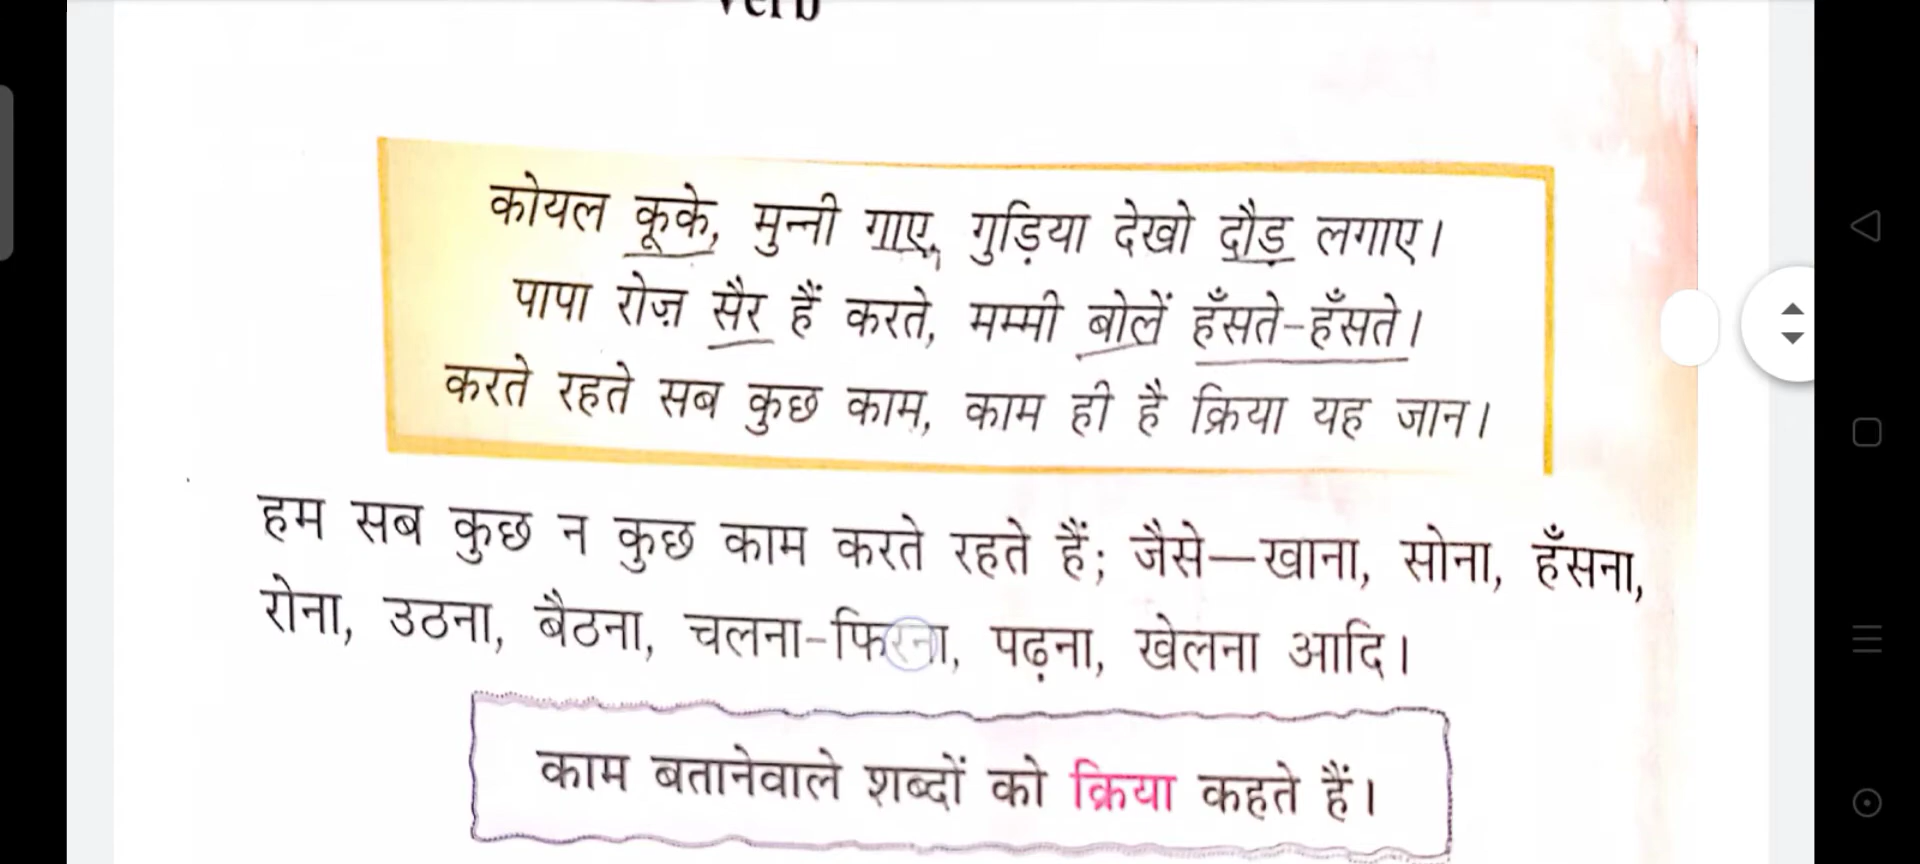 Verb
कोयल कूके, मुन्नी गाए, गुड़िया देखो दौड़ लगाए।
पापा रोज़ सैर हैं करते, मम्मी बोलें हँसते-हँसते।
करते रहते सब कुछ काम, काम ही है क्रिया यह जान।
हम सब कुछ न कुछ काम करते रहते हैं; जैसे—खाना, सोना, हँसना,
रोना, उठना, बैठना, चलना-फिरना, पढ़ना, खेलना आदि।
काम बतानेवाले शब्दों को क्रिया कहते हैं।